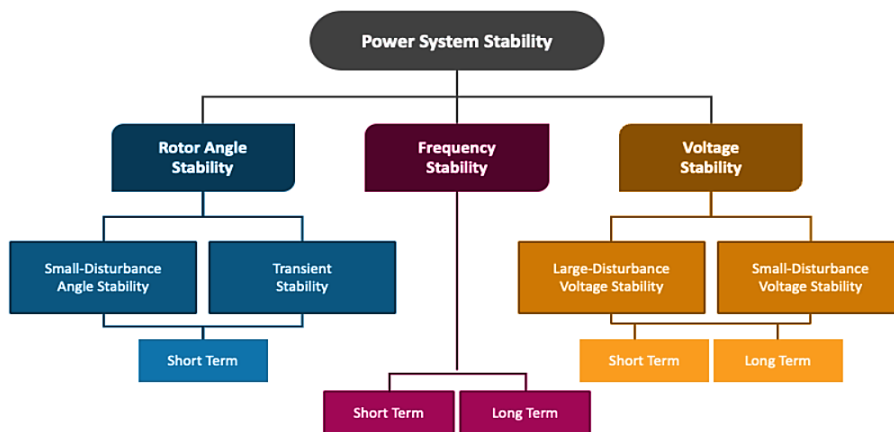 Power System Stability
Rotor Angle
Stability
Frequency
Stability
Voltage
Stability
Small-Disturbance
Angle Stability
Transient
Stability
Large-Disturbance
Voltage Stability
Small-Disturbance
Voltage Stability
Short Term
Short Term
Long Term
Short Term
Long Term